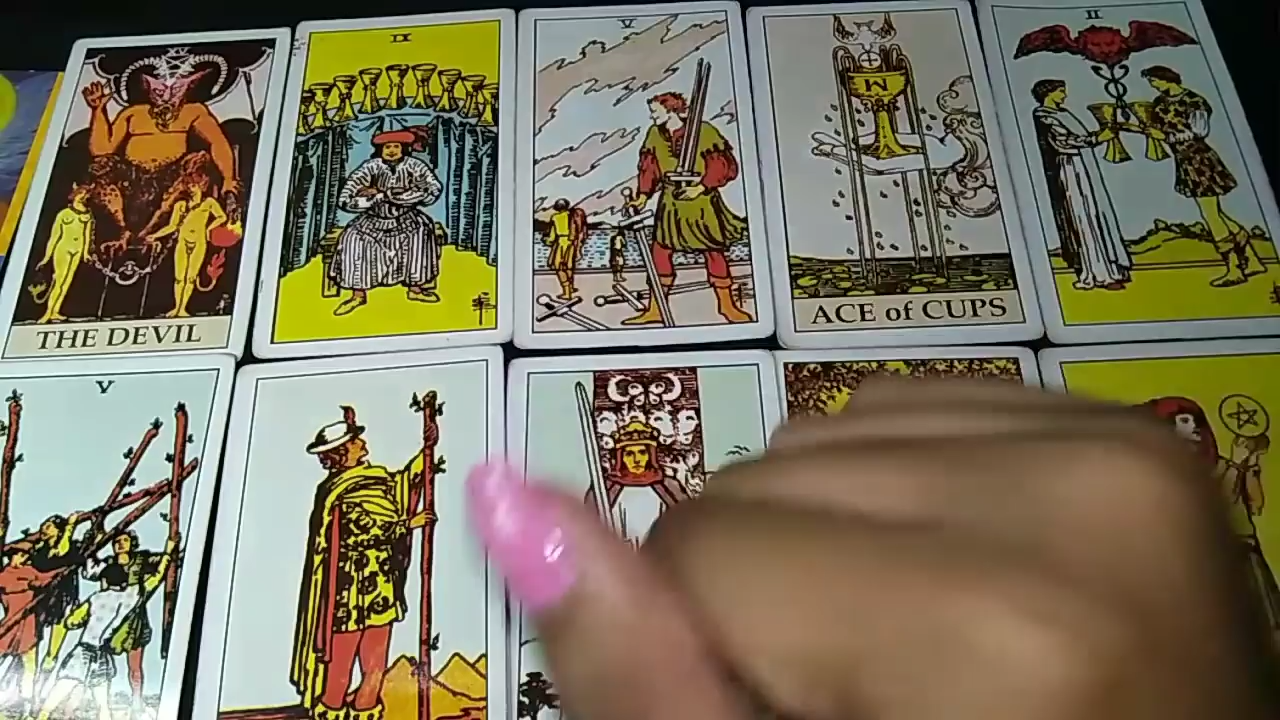 XV
THE DEVIL
IX
V
ACE of CUPS
II
V